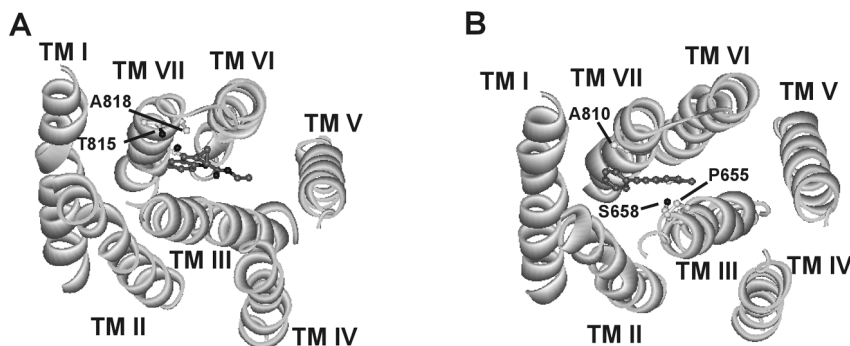 A
TM I
TM VII
TM VI
A818
T815
TM V
TM III
TM II
TM IV
B
TM I
TM VII
TM VI
TM V
A810
P655
S658
TM III
TM IV
TM II